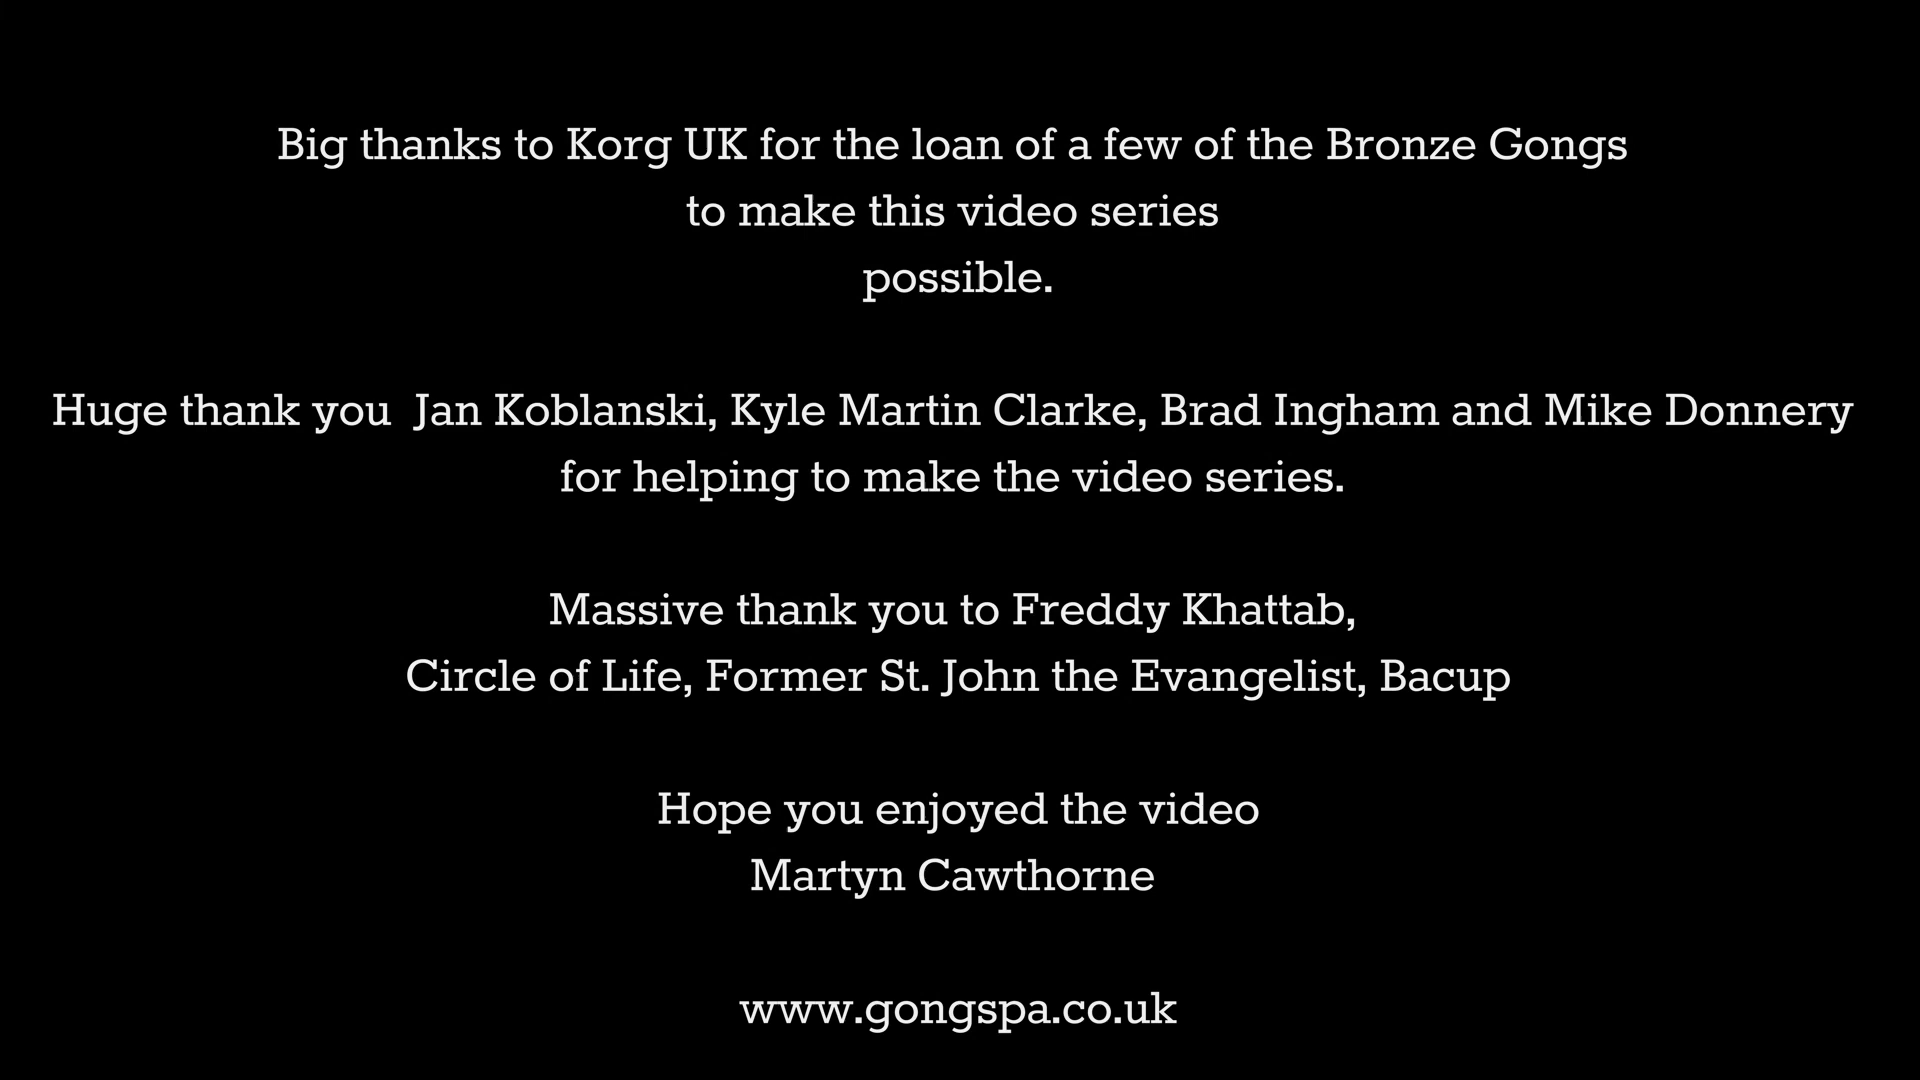 Big thanks to Korg UK for the loan of a few of the Bronze Gongs
to make this video series
possible.
Huge thank you  Jan Koblanski, Kyle Martin Clarke, Brad Ingham and Mike Donnery
for helping to make the video series.
Massive thank you to Freddy Khattab,
Circle of Life, Former St. John the Evangelist, Bacup
Hope you enjoyed the video
Martyn Cawthorne
www.gongspa.co.uk